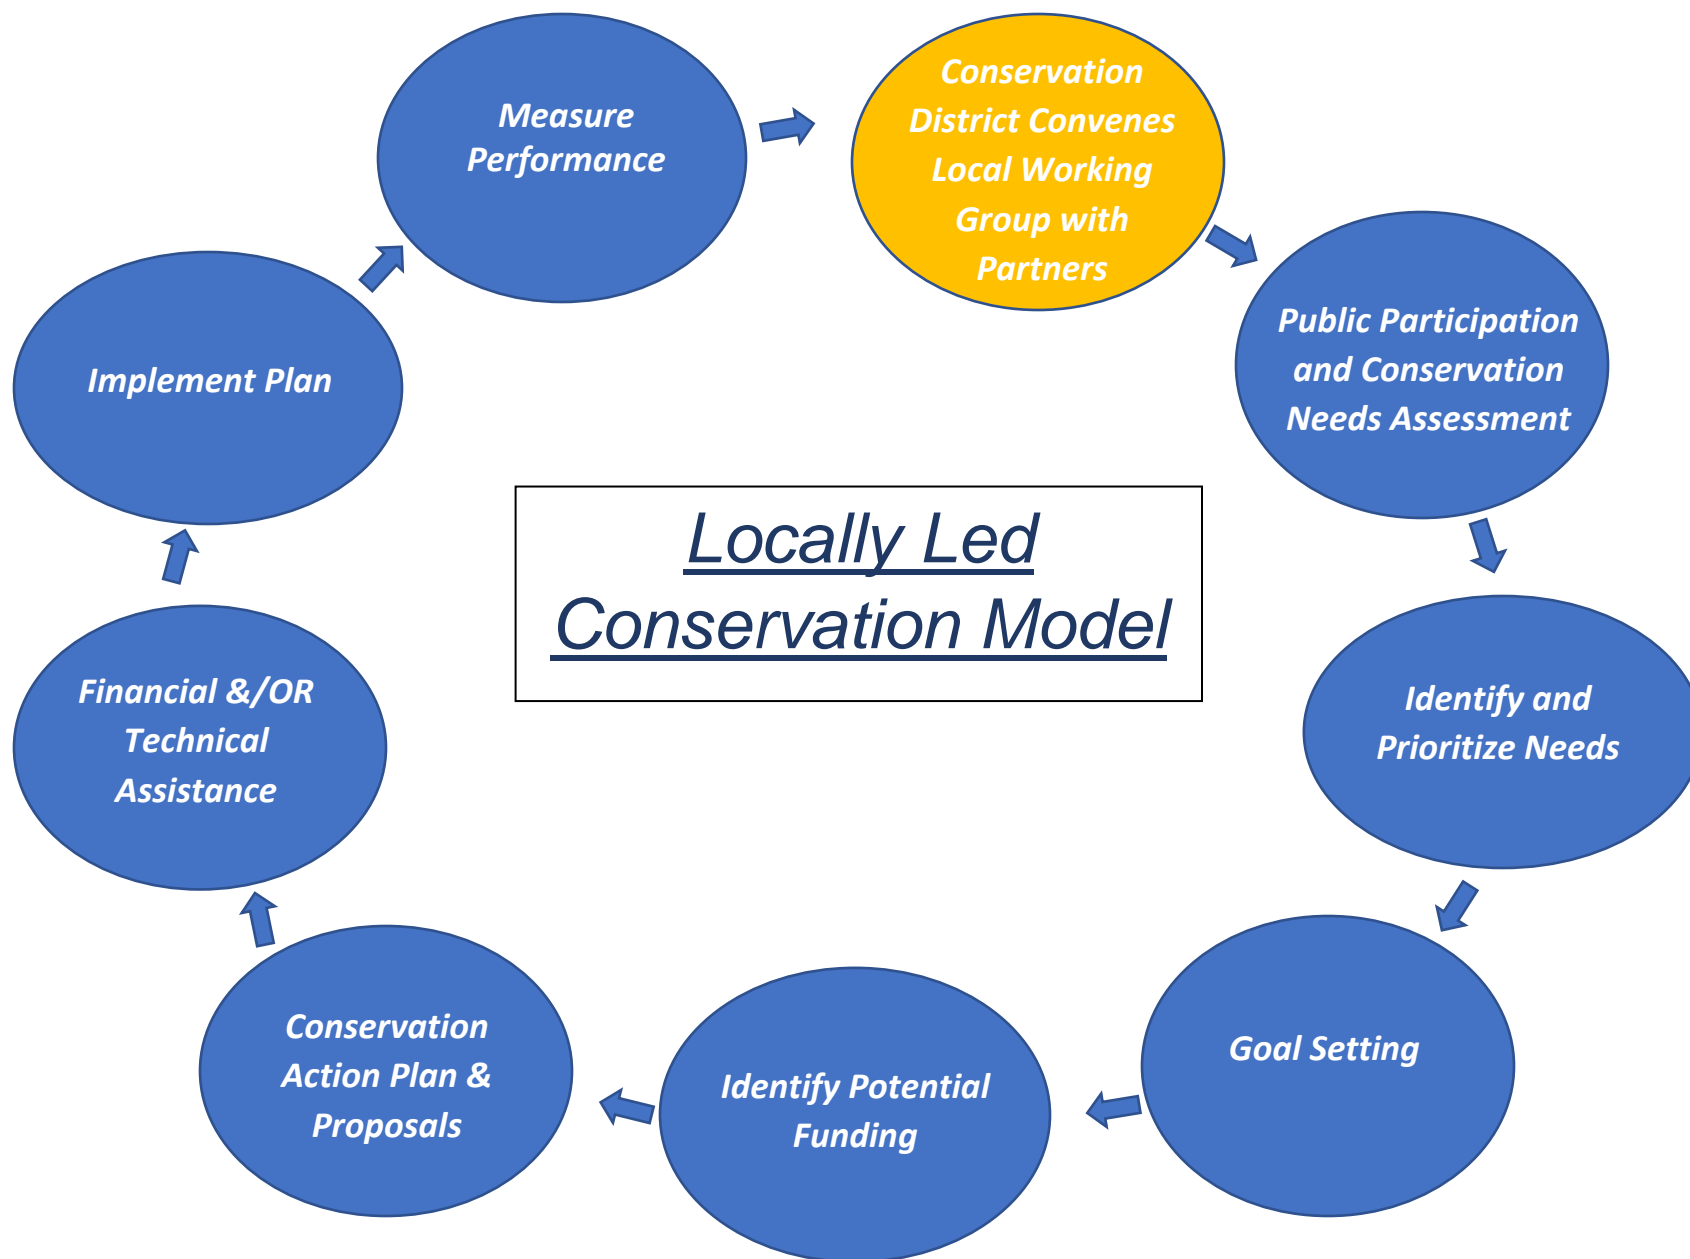 Measure
Performance
Conservation
District Convenes
Local Working
Group with
Partners
Public Participation
and Conservation
Needs Assessment
Identify and
Prioritize Needs
Goal Setting
Identify Potential
Funding
Conservation
Action Plan &
Proposals
Financial &/OR
Technical
Assistance
Implement Plan
Locally Led
Conservation Model